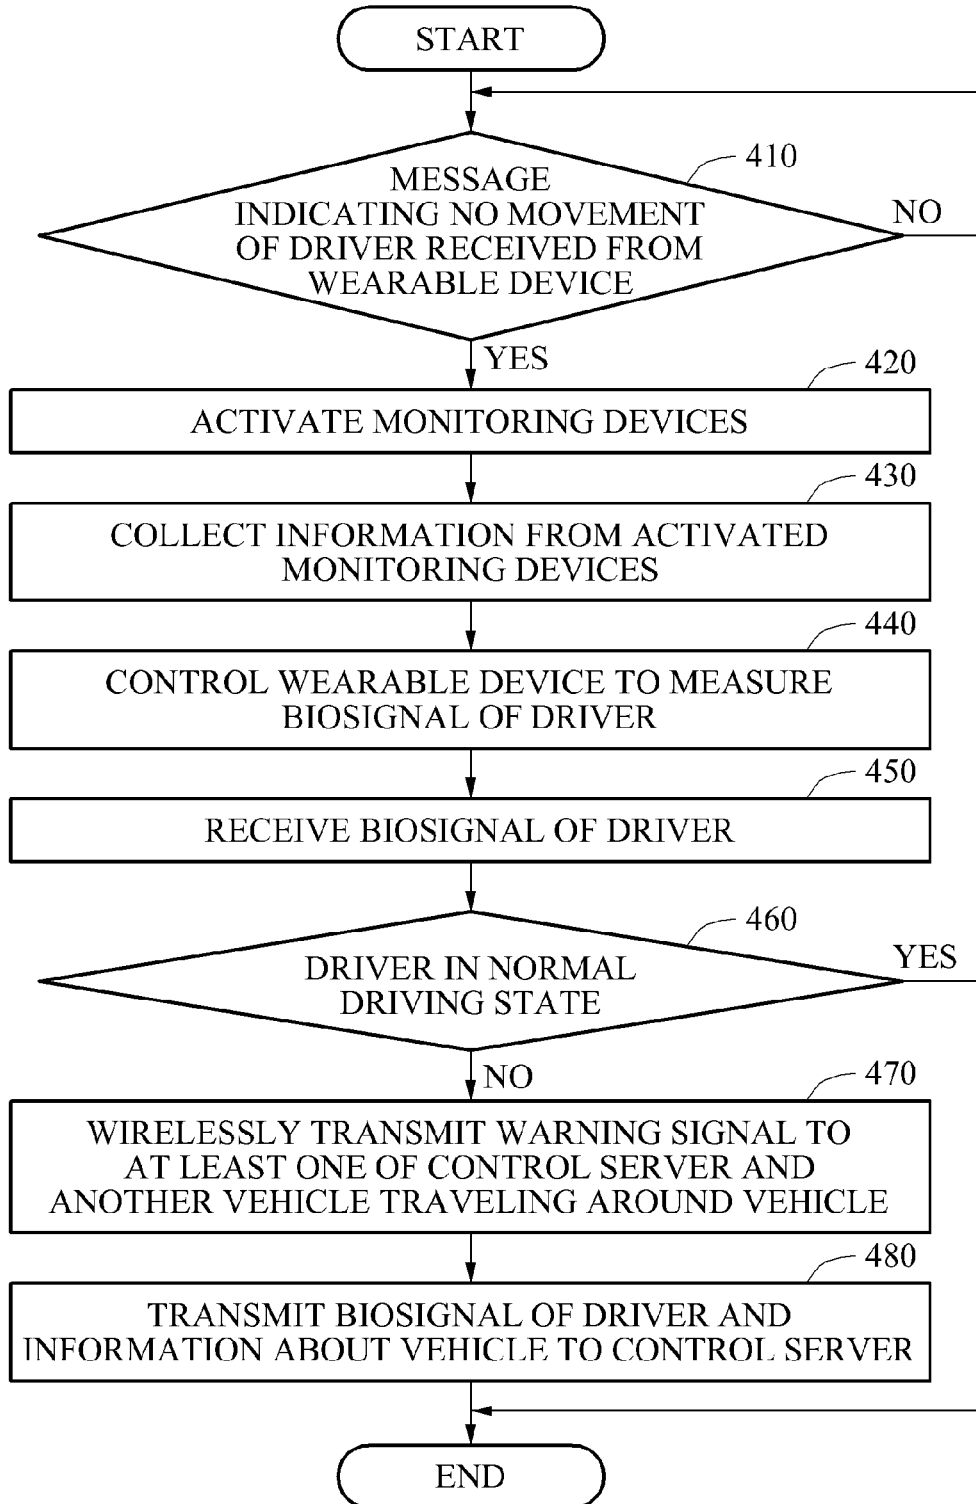 START
410
MESSAGE
INDICATING NO MOVEMENT
OF DRIVER RECEIVED FROM
WEARABLE DEVICE
NO
YES
420
ACTIVATE MONITORING DEVICES
430
COLLECT INFORMATION FROM ACTIVATED
MONITORING DEVICES
440
CONTROL WEARABLE DEVICE TO MEASURE
BIOSIGNAL OF DRIVER
450
RECEIVE BIOSIGNAL OF DRIVER
460
DRIVER IN NORMAL
DRIVING STATE
YES
NO
470
WIRELESSLY TRANSMIT WARNING SIGNAL TO
AT LEAST ONE OF CONTROL SERVER AND
ANOTHER VEHICLE TRAVELING AROUND VEHICLE
480
TRANSMIT BIOSIGNAL OF DRIVER AND
INFORMATION ABOUT VEHICLE TO CONTROL SERVER
END